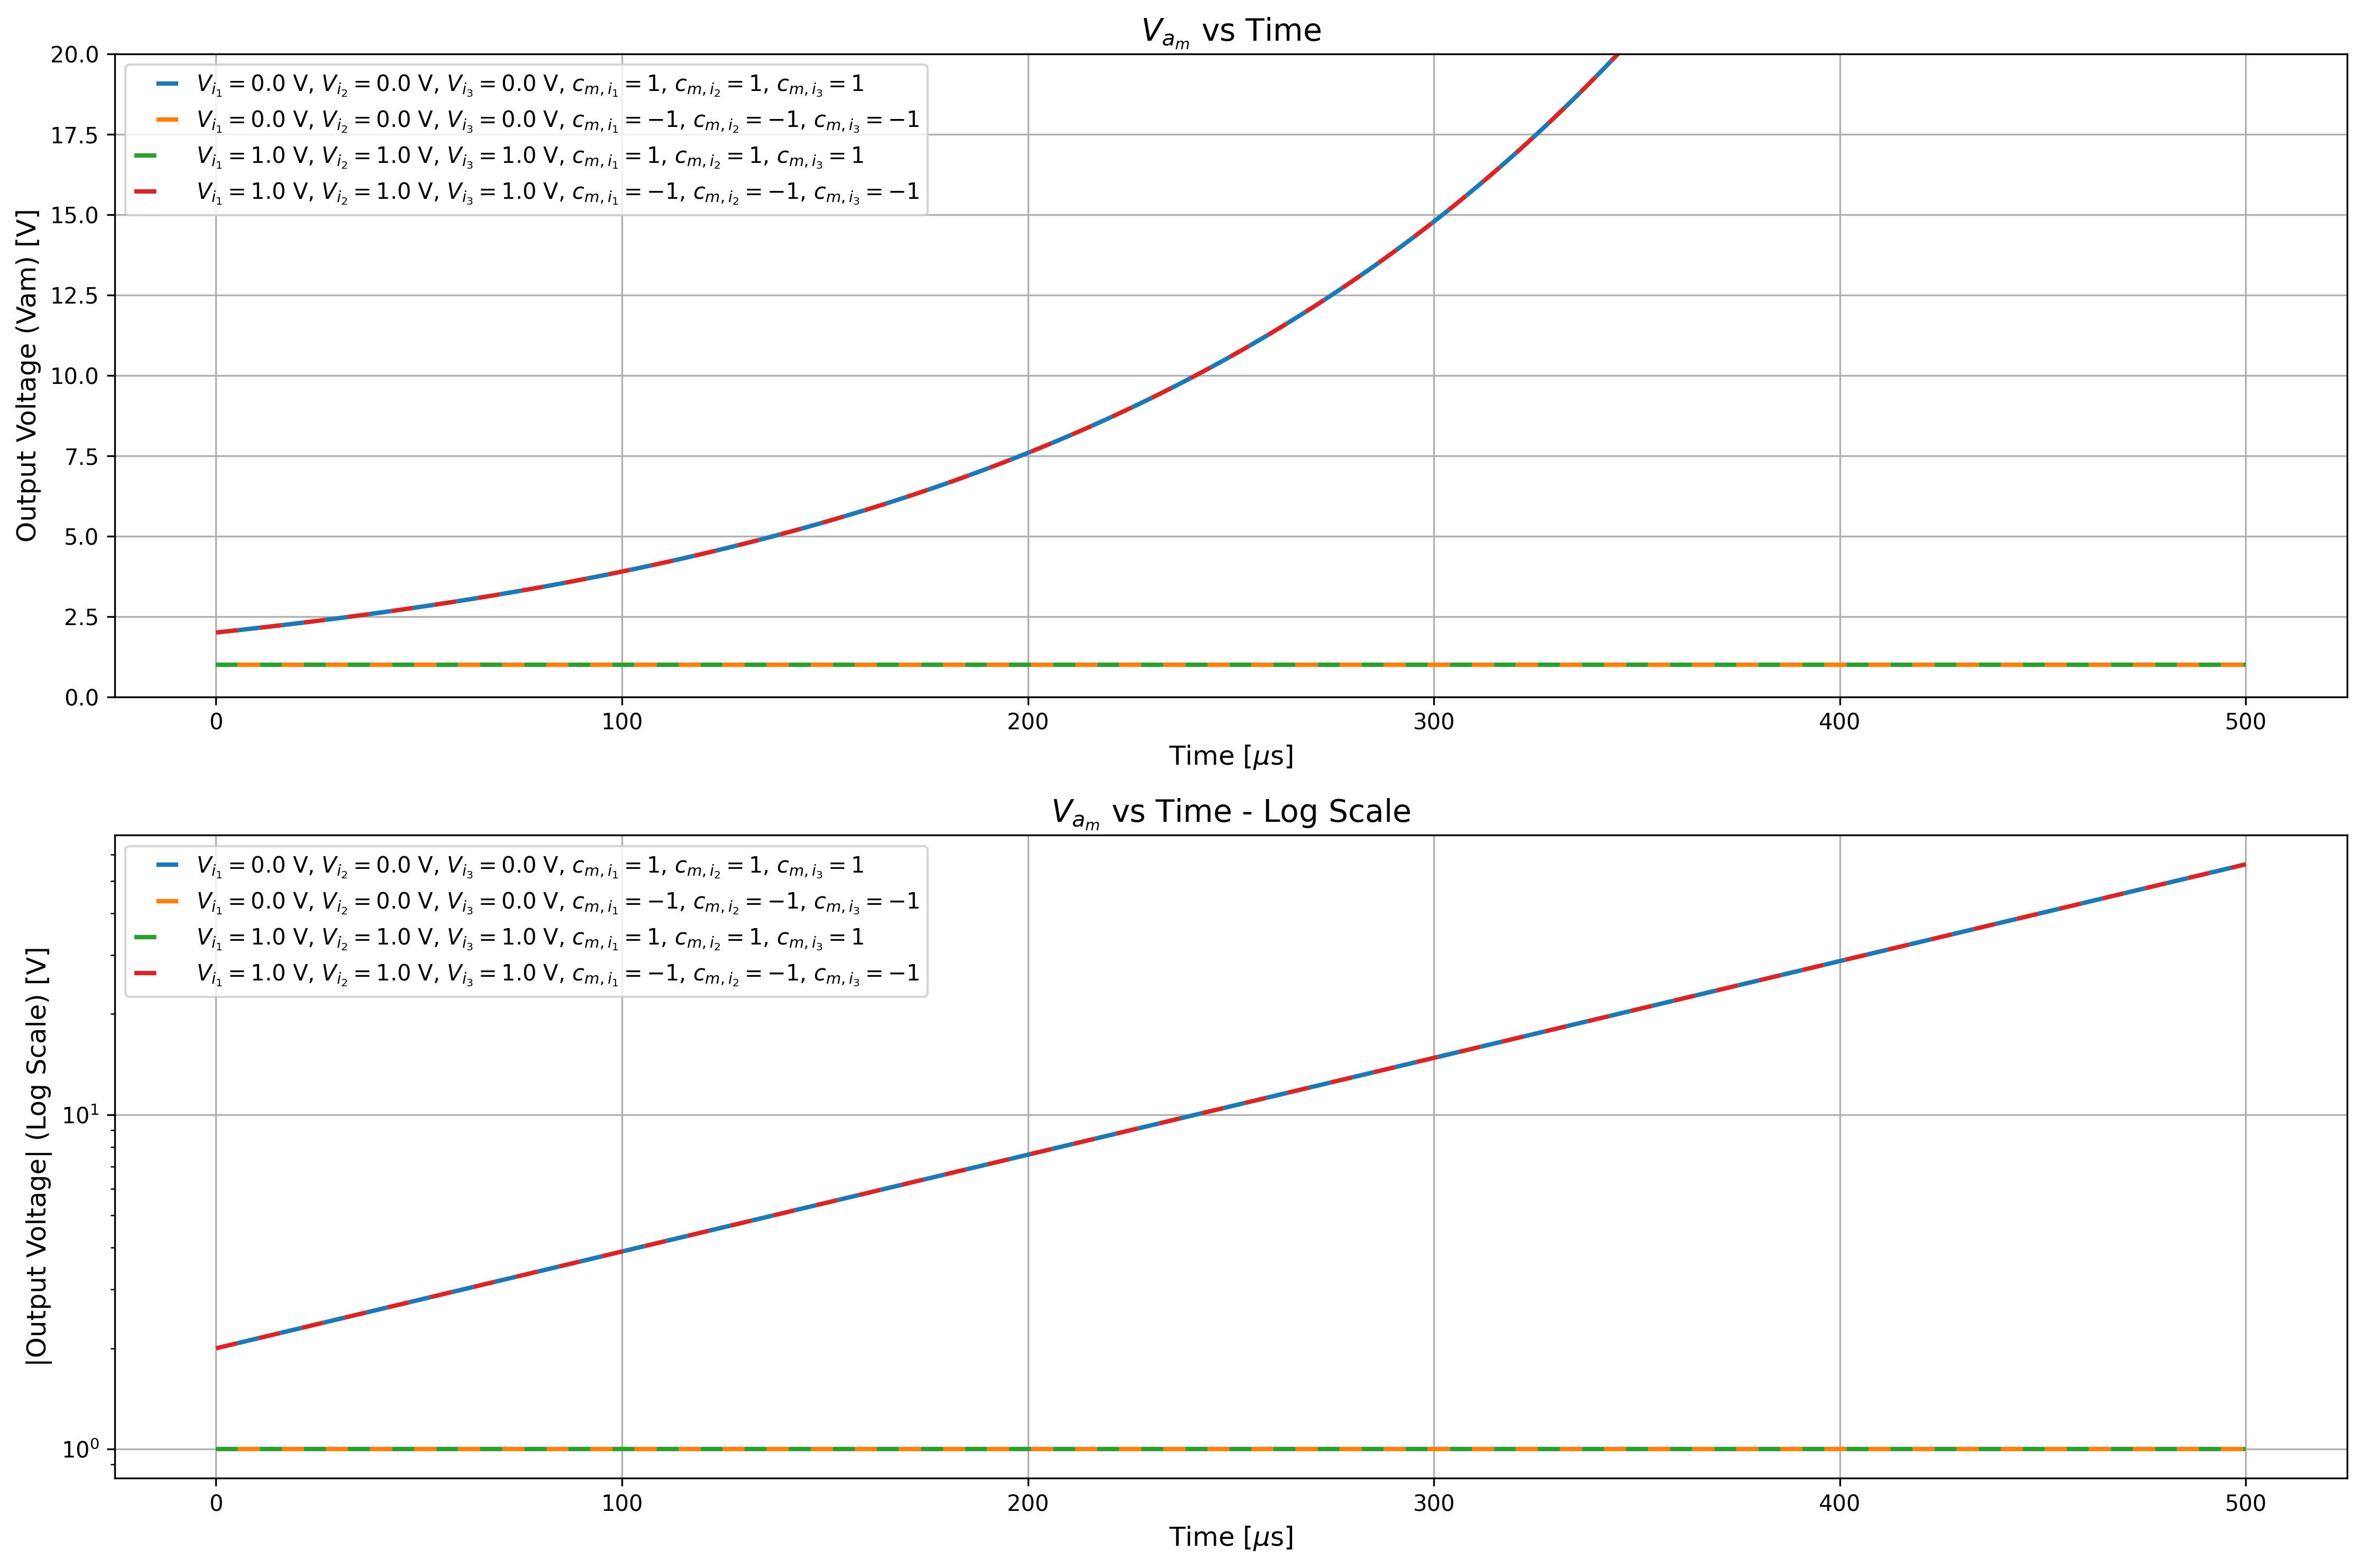 V_{a_m} vs Time
Output Voltage (Vam) [V]
20.0
17.5
15.0
12.5
10.0
7.5
5.0
2.5
0.0
V_{i_1} = 0.0 V, V_{i_2} = 0.0 V, V_{i_3} = 0.0 V, c_{m,i_1} = 1, c_{m,i_2} = 1, c_{m,i_3} = 1
V_{i_1} = 0.0 V, V_{i_2} = 0.0 V, V_{i_3} = 0.0 V, c_{m,i_1} = −1, c_{m,i_2} = −1, c_{m,i_3} = −1
V_{i_1} = 1.0 V, V_{i_2} = 1.0 V, V_{i_3} = 1.0 V, c_{m,i_1} = 1, c_{m,i_2} = 1, c_{m,i_3} = 1
V_{i_1} = 1.0 V, V_{i_2} = 1.0 V, V_{i_3} = 1.0 V, c_{m,i_1} = −1, c_{m,i_2} = −1, c_{m,i_3} = −1
0 100 200 300 400 500
Time [μs]
V_{a_m} vs Time - Log Scale
|Output Voltage| (Log Scale) [V]
V_{i_1} = 0.0 V, V_{i_2} = 0.0 V, V_{i_3} = 0.0 V, c_{m,i_1} = 1, c_{m,i_2} = 1, c_{m,i_3} = 1
V_{i_1} = 0.0 V, V_{i_2} = 0.0 V, V_{i_3} = 0.0 V, c_{m,i_1} = −1, c_{m,i_2} = −1, c_{m,i_3} = −1
V_{i_1} = 1.0 V, V_{i_2} = 1.0 V, V_{i_3} = 1.0 V, c_{m,i_1} = 1, c_{m,i_2} = 1, c_{m,i_3} = 1
V_{i_1} = 1.0 V, V_{i_2} = 1.0 V, V_{i_3} = 1.0 V, c_{m,i_1} = −1, c_{m,i_2} = −1, c_{m,i_3} = −1
10^1
10^0
0 100 200 300 400 500
Time [μs]